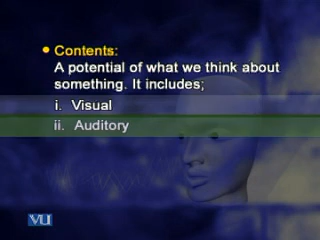 • Contents:
A potential of what we think about
something. It includes;
i. Visual
ii. Auditory
VU